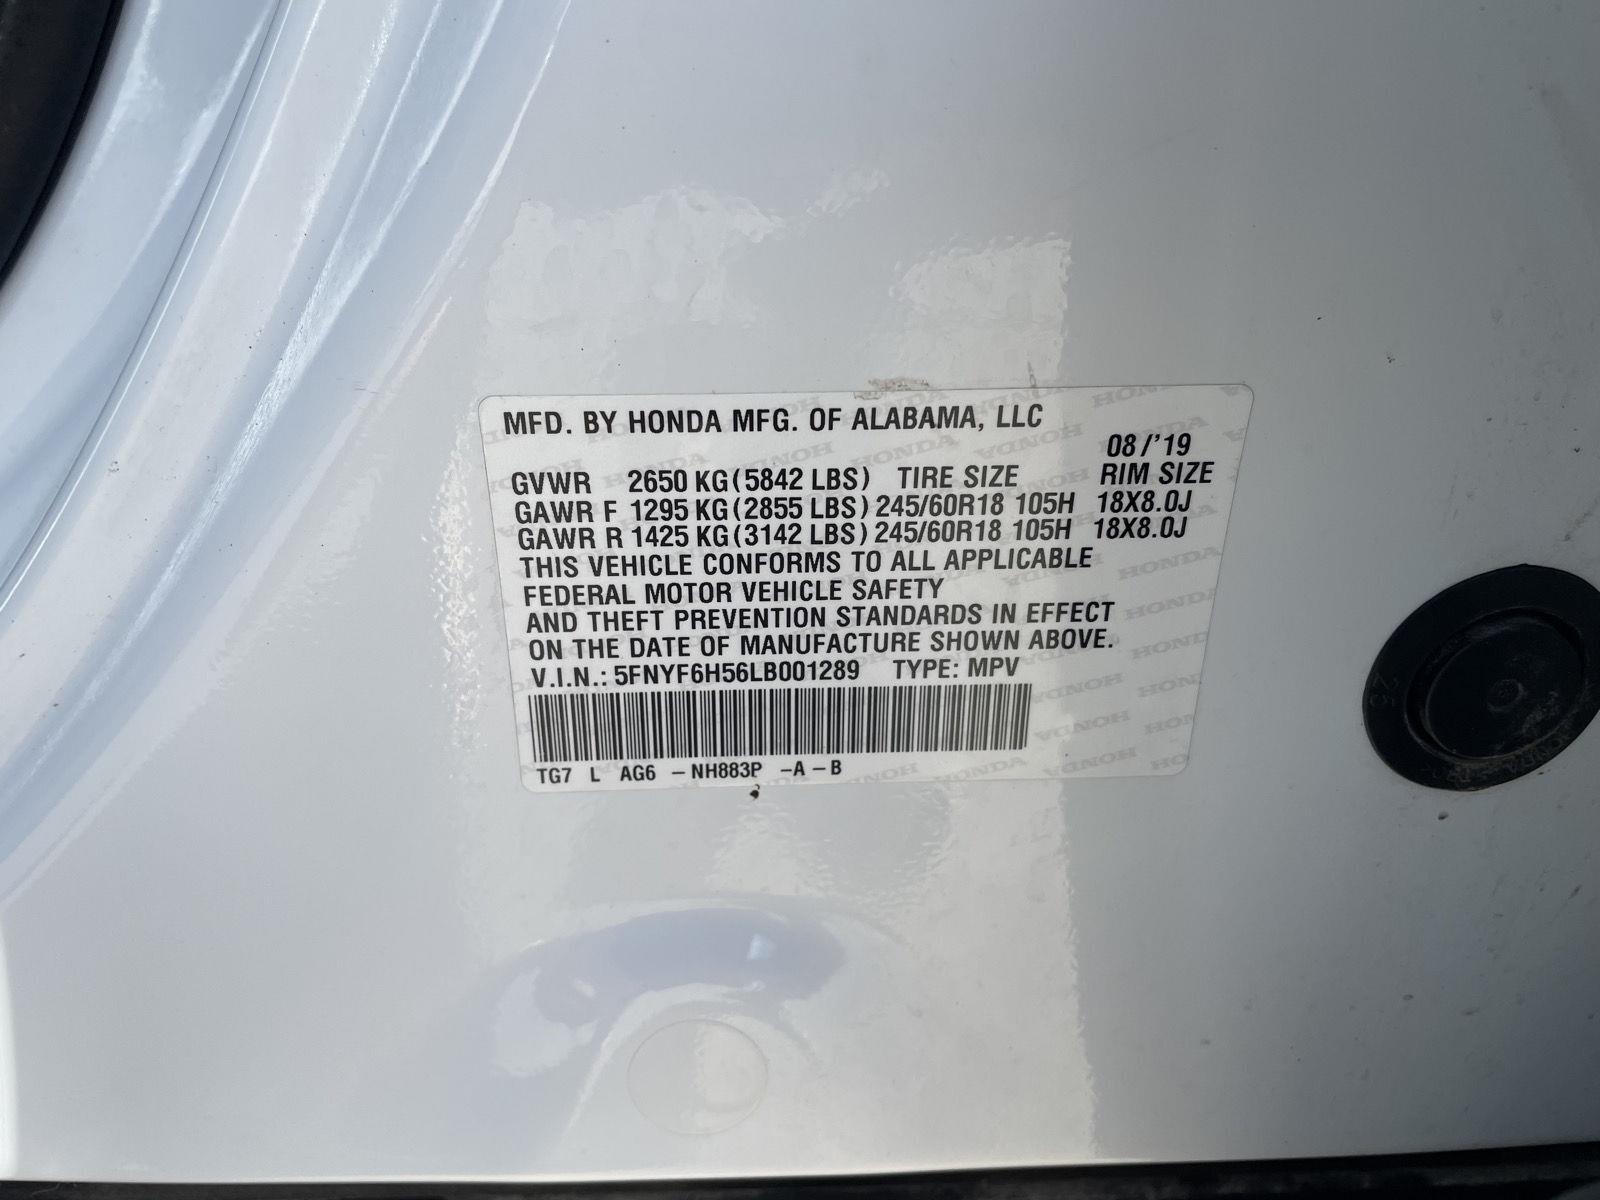 MFD. BY HONDA MFG. OF ALABAMA, LLC
08/'19
GVWR 2650 KG(5842 LBS) TIRE SIZE RIM SIZE
GAWR F 1295 KG(2855 LBS) 245/60R18 105H 18X8.0J
GAWR R 1425 KG(3142 LBS) 245/60R18 105H 18X8.0J
THIS VEHICLE CONFORMS TO ALL APPLICABLE
FEDERAL MOTOR VEHICLE SAFETY
AND THEFT PREVENTION STANDARDS IN EFFECT
ON THE DATE OF MANUFACTURE SHOWN ABOVE.
V.I.N.: 5FNYF6H56LB001289 TYPE: MPV
TG7 L AG6 -NH883P -A-B
25